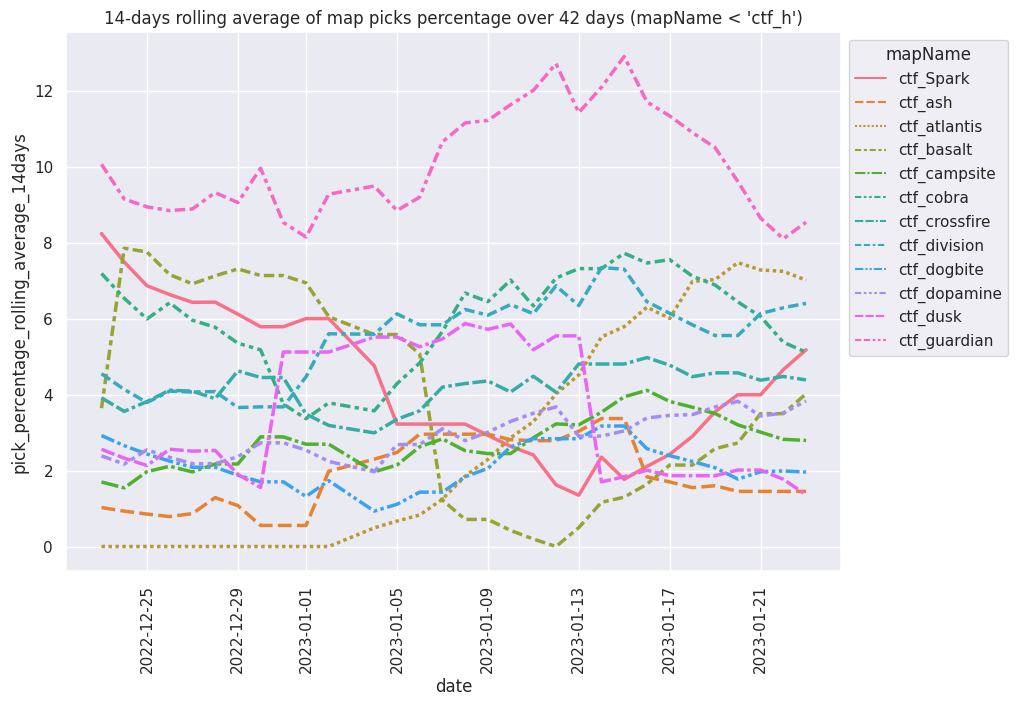 14-days rolling average of map picks percentage over 42 days (mapName < 'ctf_h')
pick_percentage_rolling_average_14days
12
10
8
6
4
2
0
2022-12-25
2022-12-29
2023-01-01
2023-01-05
2023-01-09
2023-01-13
2023-01-17
2023-01-21
date
mapName
ctf_Spark
ctf_ash
ctf_atlantis
ctf_basalt
ctf_campsite
ctf_cobra
ctf_crossfire
ctf_division
ctf_dogbite
ctf_dopamine
ctf_dusk
ctf_guardian